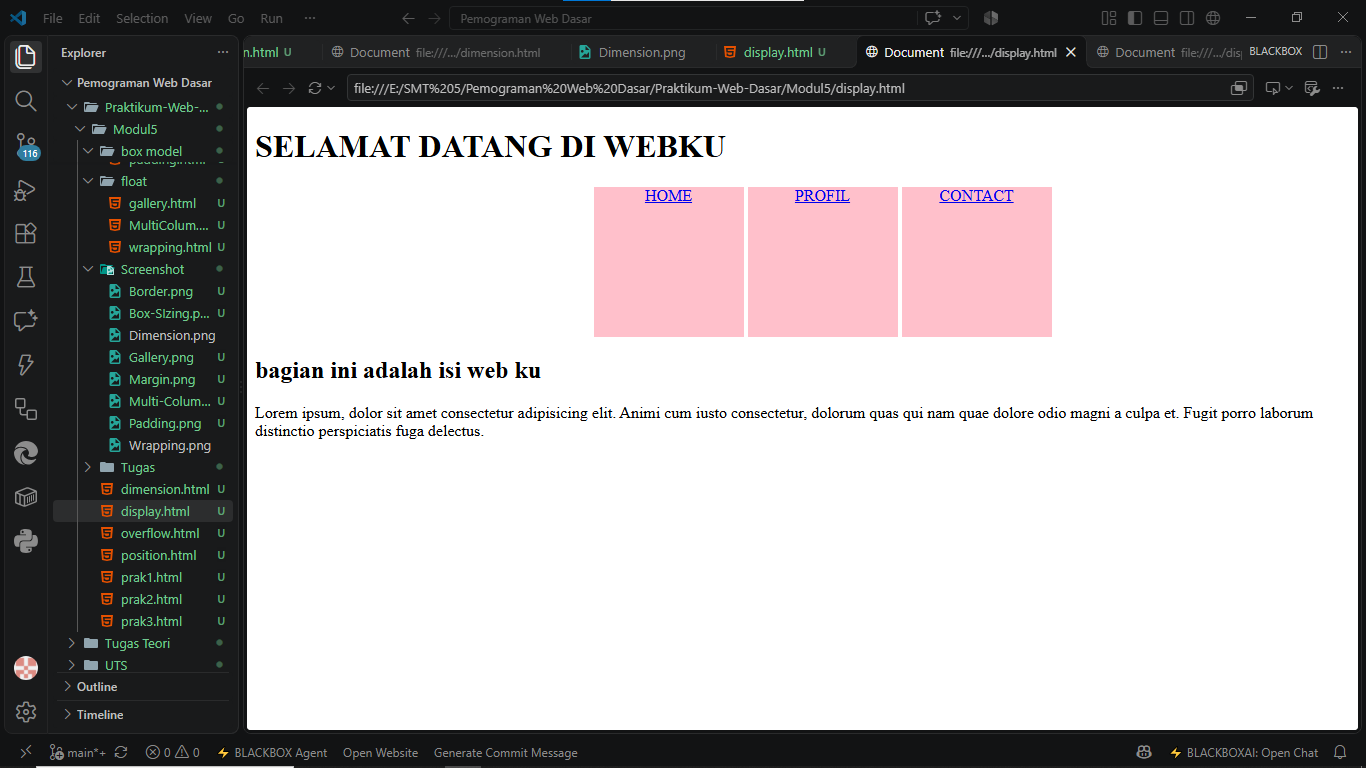 File Edit Selection View Go Run ··· Pemograman Web Dasar
Explorer ···
n.html U Document file:///.../dimension.html Dimension.png display.html U Document file:///.../display.html Document file:///.../dis BLACKBOX ···
file:///E:/SMT%205/Pemograman%20Web%20Dasar/Praktikum-Web-Dasar/Modul5/display.html ···
Pemograman Web Dasar
Praktikum-Web-...
Modul5
box model
float
gallery.html U
MultiColum.... U
wrapping.html U
Screenshot
Border.png U
Box-SIzing.p... U
Dimension.png
Gallery.png U
Margin.png U
Multi-Colum... U
Padding.png U
Wrapping.png
Tugas
dimension.html U
display.html U
overflow.html U
position.html U
prak1.html U
prak2.html U
prak3.html U
Tugas Teori
UTS
Outline
Timeline
116
SELAMAT DATANG DI WEBKU
HOME PROFIL CONTACT
bagian ini adalah isi web ku
Lorem ipsum, dolor sit amet consectetur adipisicing elit. Animi cum iusto consectetur, dolorum quas qui nam quae dolore odio magni a culpa et. Fugit porro laborum
distinctio perspiciatis fuga delectus.
main*+ 0 0 BLACKBOX Agent Open Website Generate Commit Message BLACKBOXAI: Open Chat